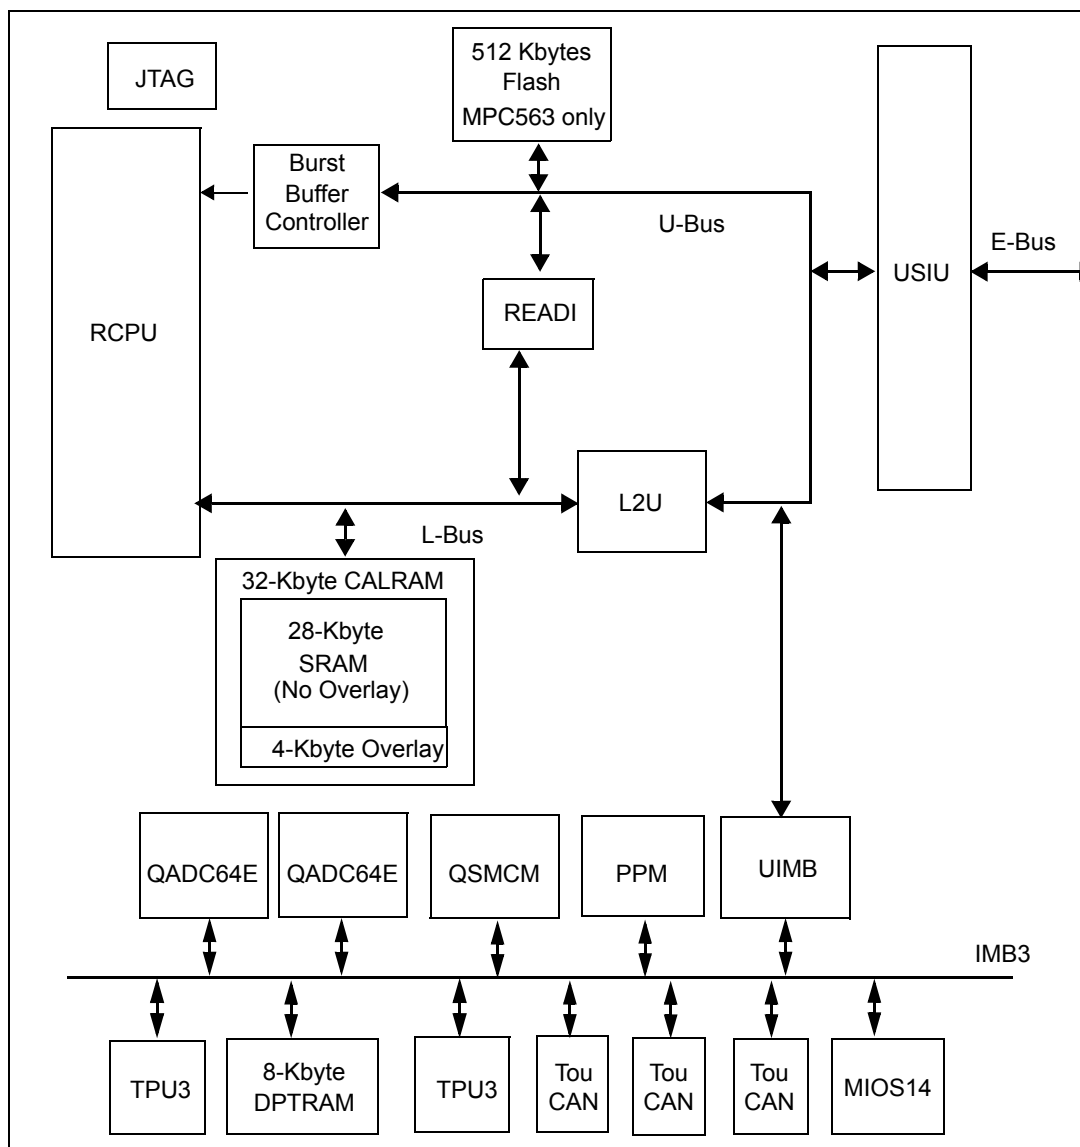 JTAG
512 Kbytes
Flash
MPC563 only
Burst
Buffer
Controller
U-Bus
E-Bus
USIU
READI
RCPU
L2U
L-Bus
32-Kbyte CALRAM
28-Kbyte
SRAM
(No Overlay)
4-Kbyte Overlay
QADC64E
QADC64E
QSMCM
PPM
UIMB
IMB3
TPU3
8-Kbyte
DPTRAM
TPU3
Tou
CAN
Tou
CAN
Tou
CAN
MIOS14